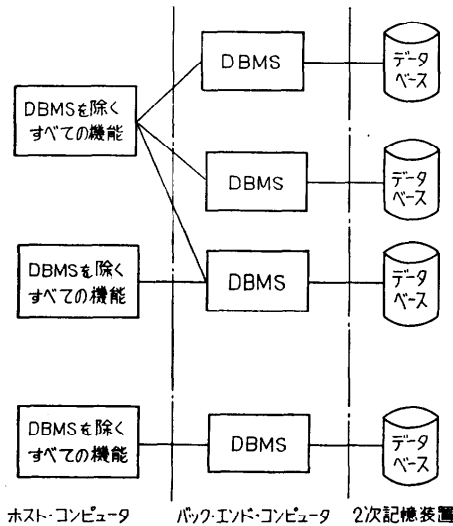 DBMS
データ
ベース
DBMSを除く
すべての機能
DBMS
データ
ベース
DBMSを除く
すべての機能
DBMS
データ
ベース
DBMSを除く
すべての機能
DBMS
データ
ベース
ホスト・コンピュータ
バック・エンド・コンピュータ
2次記憶装置